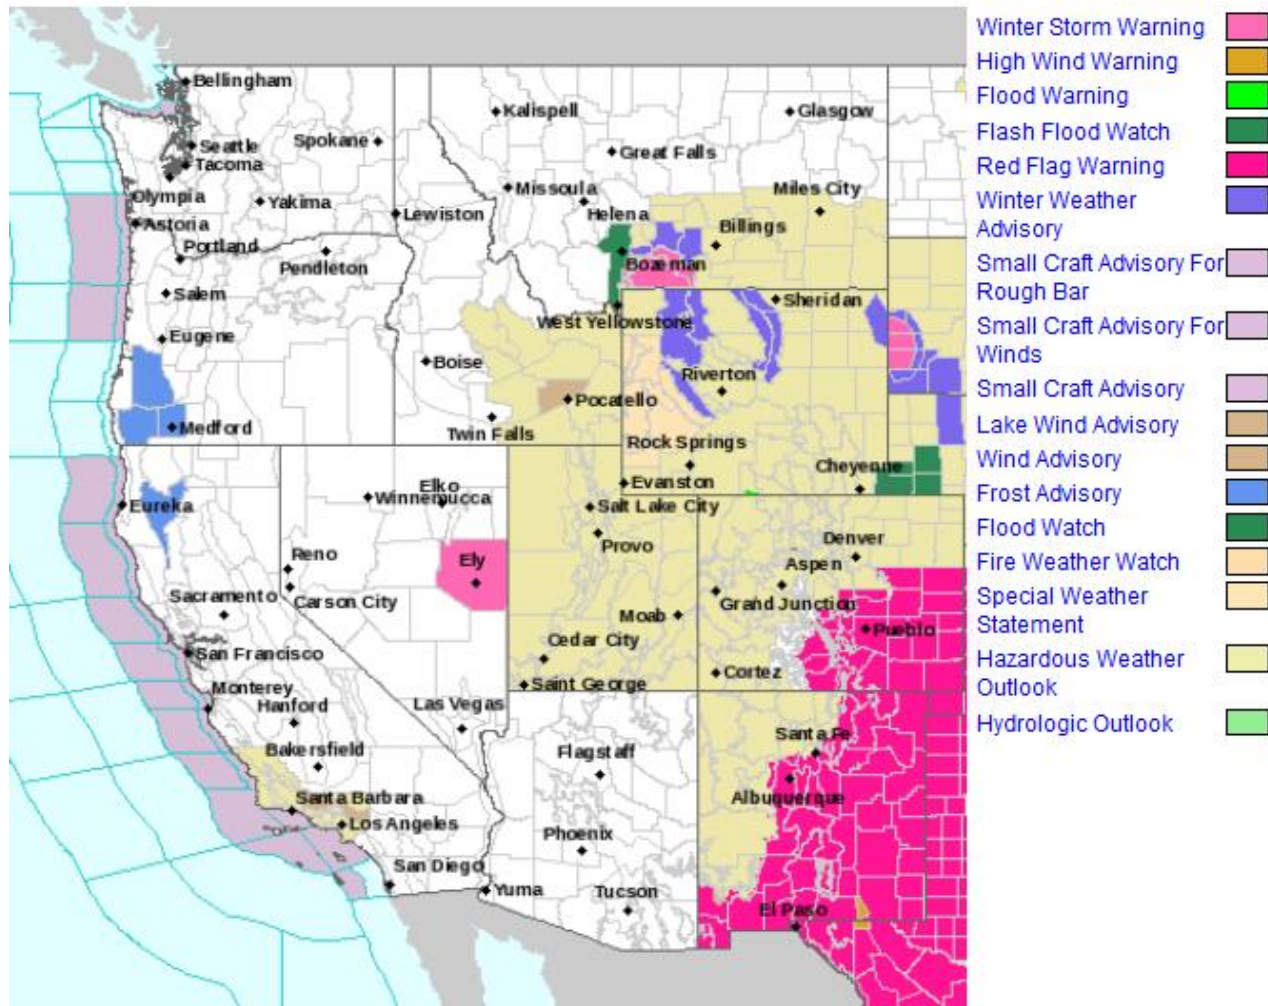 Bellingham
Kalispell
Glasgow
Spokane
Seattle
Great Falls
Tacoma
Missoula
Miles City
Olympia
Yakima
Lewiston
Helena
Astoria
Billings
Portland
Bozeman
Pendleton
Salem
Sheridan
West Yellowstone
Eugene
Boise
Riverton
Pocatello
Medford
Twin Falls
Rock Springs
Cheyenne
Elko
Evanston
Winnemucca
Eureka
Salt Lake City
Denver
Provo
Reno
Ely
Aspen
Sacramento
Carson City
Grand Junction
Moab
Pueblo
Cedar City
San Francisco
Cortez
Saint George
Monterey
Hanford
Las Vegas
Santa Fe
Bakersfield
Flagstaff
Santa Barbara
Albuquerque
Los Angeles
Phoenix
San Diego
Yuma
Tucson
El Paso
Winter Storm Warning
High Wind Warning
Flood Warning
Flash Flood Watch
Red Flag Warning
Winter Weather
Advisory
Small Craft Advisory For
Rough Bar
Small Craft Advisory For
Winds
Small Craft Advisory
Lake Wind Advisory
Wind Advisory
Frost Advisory
Flood Watch
Fire Weather Watch
Special Weather
Statement
Hazardous Weather
Outlook
Hydrologic Outlook